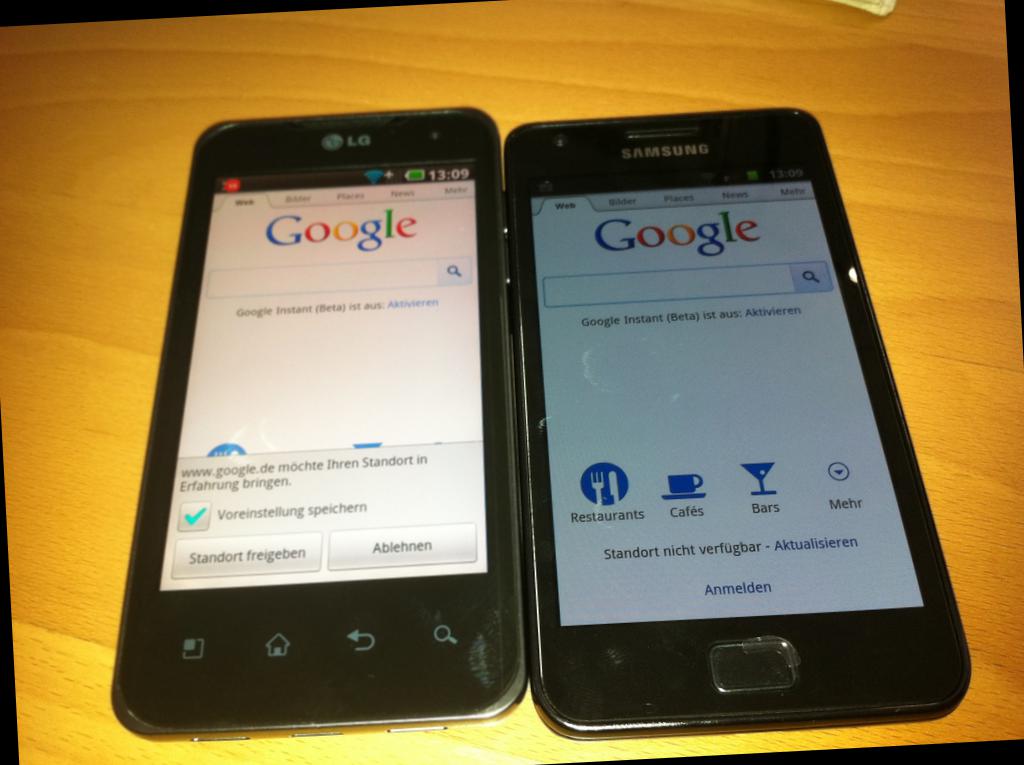 LG
13:09
Web Bilder Places News Mehr
Google
Google Instant (Beta) ist aus: Aktivieren
www.google.de möchte Ihren Standort in
Erfahrung bringen.
Voreinstellung speichern
Standort freigeben Ablehnen
SAMSUNG
13:09
Web Bilder Places News Mehr
Google
Google Instant (Beta) ist aus: Aktivieren
Restaurants Cafés Bars Mehr
Standort nicht verfügbar - Aktualisieren
Anmelden